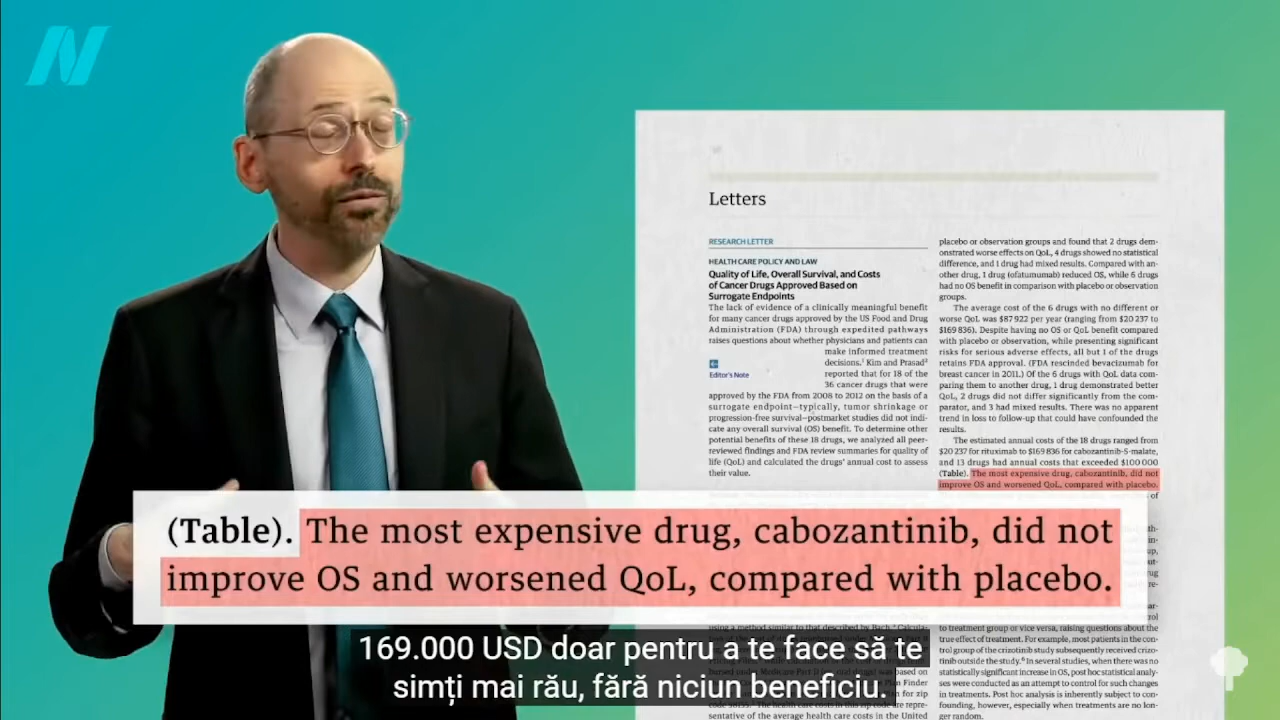 Letters
RESEARCH LETTER
HEALTH CARE POLICY AND LAW
Quality of Life, Overall Survival, and Costs
of Cancer Drugs Approved Based on
Surrogate Endpoints
The lack of evidence of a clinically meaningful benefit
for many cancer drugs approved by the US Food and Drug
Administration (FDA) through expedited pathways
raises questions about whether physicians and patients can
make informed treatment
decisions.¹ Kim and Prasad²
reported that for 18 of the
36 cancer drugs that were
Editor's Note
approved by the FDA from 2008 to 2012 on the basis of a
surrogate endpoint—typically, tumor shrinkage or
progression-free survival—postmarket studies did not indi-
cate any overall survival (OS) benefit. To determine other
potential benefits of these 18 drugs, we analyzed all peer-
reviewed findings and FDA review summaries for quality of
life (QoL) and calculated the drugs' annual cost to assess
their value.
placebo or observation groups and found that 2 drugs dem-
onstrated worse effects on QoL, 4 drugs showed no statistical
difference, and 1 drug had mixed results. Compared with an-
other drug, 1 drug (ofatumumab) reduced OS, while 6 drugs
had no OS benefit in comparison with placebo or observation
groups.
The average cost of the 6 drugs with no different or
worse QoL was $87 922 per year (ranging from $20 237 to
$169 836). Despite having no OS or QoL benefit compared
with placebo or observation, while presenting significant
risks for serious adverse effects, all but 1 of the drugs
retains FDA approval. (FDA rescinded bevacizumab for
breast cancer in 2011.) Of the 6 drugs with QoL data com-
paring them to another drug, 1 drug demonstrated better
QoL, 2 drugs did not differ significantly from the com-
parator, and 3 had mixed results. There was no apparent
trend in loss to follow-up that could have confounded the
results.
The estimated annual costs of the 18 drugs ranged from
$20 237 for rituximab to $169 836 for cabozantinib-S-malate,
and 13 drugs had annual costs that exceeded $100 000
(Table). The most expensive drug, cabozantinib, did not
improve OS and worsened QoL, compared with placebo.
of
(Table). The most expensive drug, cabozantinib, did not
improve OS and worsened QoL, compared with placebo.
to treatment group or vice versa, raising questions about the
true effect of treatment. For example, most patients in the con-
trol group of the crizotinib study subsequently received crizo-
tinib outside the study.⁸ In several studies, when there was no
statistically significant increase in OS, post hoc statistical analy-
ses were conducted as an attempt to control for such changes
in treatments. Post hoc analysis is inherently subject to con-
founding, however, especially when treatments are no lon-
ger random.
sentative of the average health care costs in the United
169.000 USD doar pentru a te face să te
simți mai rău, fără niciun beneficiu.